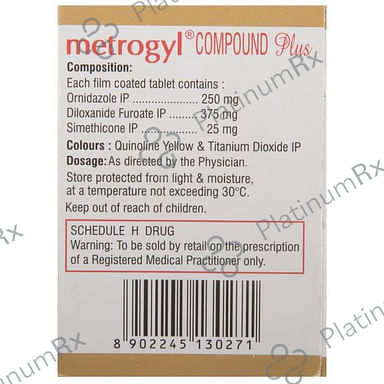 metrogyl® COMPOUND Plus
Composition:
Each film coated tablet contains :
Ornidazole IP ..................... 250 mg
Diloxanide Furoate IP ....... 375 mg
Simethicone IP ................... 25 mg
Colours : Quinoline Yellow & Titanium Dioxide IP
Dosage: As directed by the Physician.
Store protected from light & moisture,
at a temperature not exceeding 30°C.
Keep out of reach of children.
SCHEDULE H DRUG
Warning: To be sold by retail on the prescription
of a Registered Medical Practitioner only.
8 902245 130271
PlatinumRx